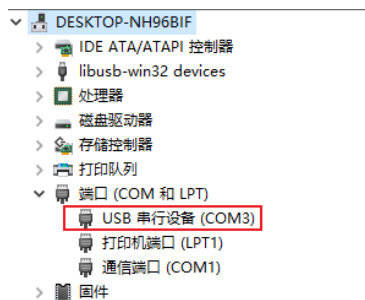 DESKTOP-NH96BIF
IDE ATA/ATAPI 控制器
libusb-win32 devices
处理器
磁盘驱动器
存储控制器
打印队列
端口 (COM 和 LPT)
USB 串行设备 (COM3)
打印机端口 (LPT1)
通信端口 (COM1)
固件